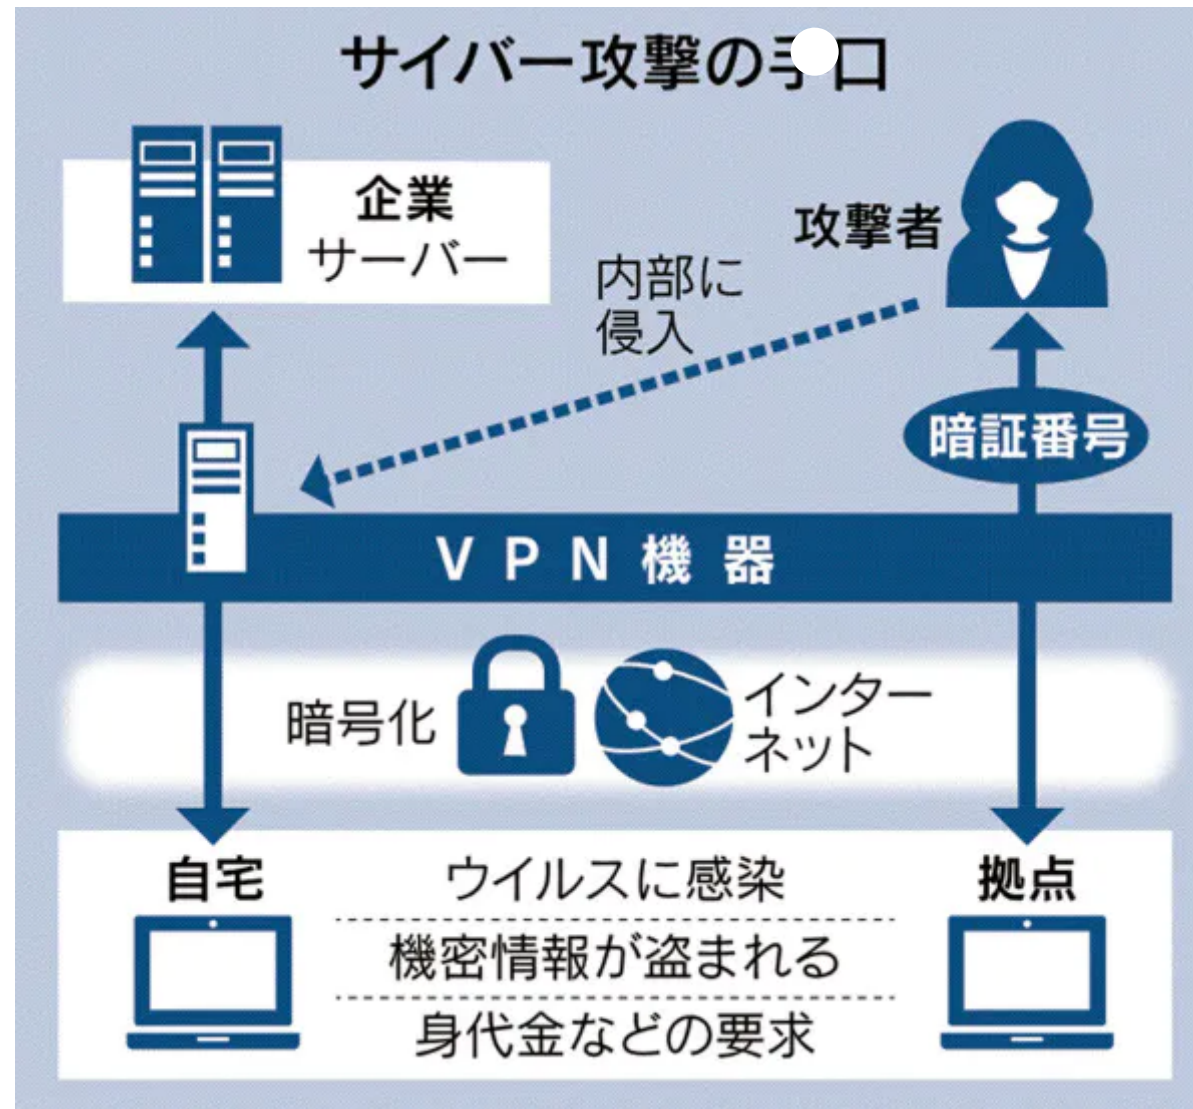 サイバー攻撃の手口
企業
サーバー
攻撃者
内部に
侵入
暗証番号
VPN機器
暗号化
インター
ネット
自宅
ウイルスに感染
拠点
機密情報が盗まれる
身代金などの要求